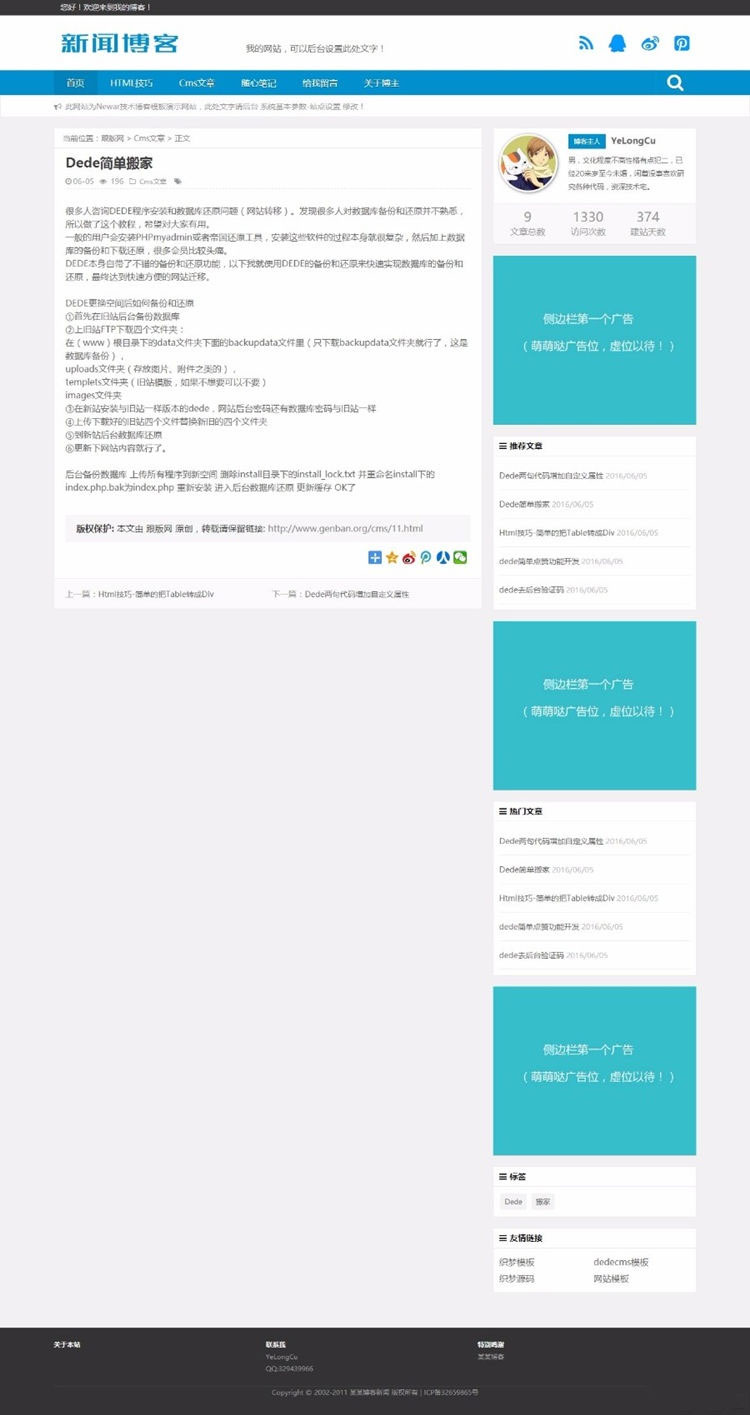 您好！欢迎来到我的博客！
新闻博客
我的网站，可以后台设置此处文字！
首页 HTML技巧 Cms文章 随心笔记 给我留言 关于博主
此网站为Newar技术博客模板演示网站，此处文字请后台-系统基本参数-站点设置 修改！
当前位置：跟版网 > Cms文章 > 正文
Dede简单搬家
06-05 196 Cms文章
很多人咨询DEDE程序安装和数据库还原问题（网站转移）。发现很多人对数据库备份和还原并不熟悉，
所以做了这个教程，希望对大家有用。
一般的用户会安装PHPmyadmin或者帝国还原工具，安装这些软件的过程本身就很复杂，然后加上数据
库的备份和下载还原，很多会员比较头痛。
DEDE本身自带了不错的备份和还原功能，以下我就使用DEDE的备份和还原来快速实现数据库的备份和
还原，最终达到快速方便的网站迁移。
DEDE更换空间后如何备份和还原
①首先在旧站后台备份数据库
②上旧站FTP下载四个文件夹：
在（www）根目录下的data文件夹下面的backupdata文件里（只下载backupdata文件夹就行了，这是
数据库备份），
uploads文件夹（存放图片、附件之类的），
templets文件夹（旧站模版，如果不想要可以不要）
images文件夹
③在新站安装与旧站一样版本的dede，网站后台密码还有数据库密码与旧站一样
④上传下载好的旧站四个文件替换新旧的四个文件夹
⑤到新站后台数据库还原
⑥更新下网站内容就行了。
后台备份数据库 上传所有程序到新空间 删除install目录下的install_lock.txt 并重命名install下的
index.php.bak为index.php 重新安装 进入后台数据库还原 更新缓存 OK了
版权保护: 本文由 跟版网 原创，转载请保留链接: http://www.genban.org/cms/11.html
上一篇：Html技巧-简单的把Table转成Div 下一篇：Dede两句代码增加自定义属性
博客主人 YeLongCu
男，文化程度不高性格有点犯二，已
经20来岁至今未遇，闲着没事喜欢研
究各种代码，资深技术宅。
9 1330 374
文章总数 访问次数 建站天数
侧边栏第一个广告
（萌萌哒广告位，虚位以待！）
推荐文章
Dede两句代码增加自定义属性 2016/06/05
Dede简单搬家 2016/06/05
Html技巧-简单的把Table转成Div 2016/06/05
dede简单点赞功能开发 2016/06/05
dede去后台验证码 2016/06/05
侧边栏第一个广告
（萌萌哒广告位，虚位以待！）
热门文章
Dede两句代码增加自定义属性 2016/06/05
Dede简单搬家 2016/06/05
Html技巧-简单的把Table转成Div 2016/06/05
dede简单点赞功能开发 2016/06/05
dede去后台验证码 2016/06/05
侧边栏第一个广告
（萌萌哒广告位，虚位以待！）
标签
Dede 搬家
友情链接
织梦模板 dedecms模板
织梦源码 网站模板
关于本站 联系我 特别鸣谢
YeLongCu 某某博客
QQ:329439966
Copyright © 2002-2011 某某博客新闻 版权所有 | ICP备32659865号